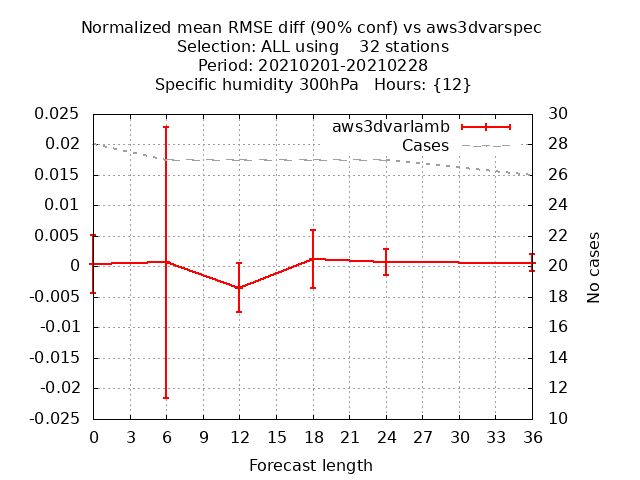 Normalized mean RMSE diff (90% conf) vs aws3dvarspec
Selection: ALL using    32 stations
Period: 20210201-20210228
Specific humidity 300hPa   Hours: {12}
0.025
0.02
0.015
0.01
0.005
0
-0.005
-0.01
-0.015
-0.02
-0.025
aws3dvarlamb
Cases
30
28
26
24
22
20
18
16
14
12
10
No cases
0 3 6 9 12 15 18 21 24 27 30 33 36
Forecast length